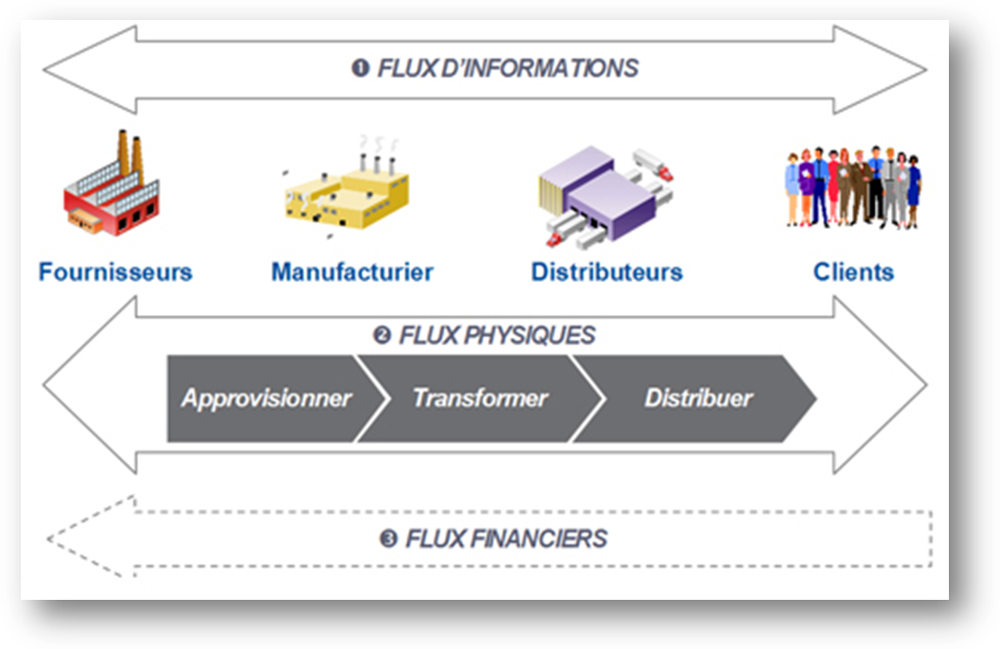 ❶ FLUX D'INFORMATIONS
Fournisseurs
Manufacturier
Distributeurs
Clients
❷ FLUX PHYSIQUES
Approvisionner
Transformer
Distribuer
❸ FLUX FINANCIERS